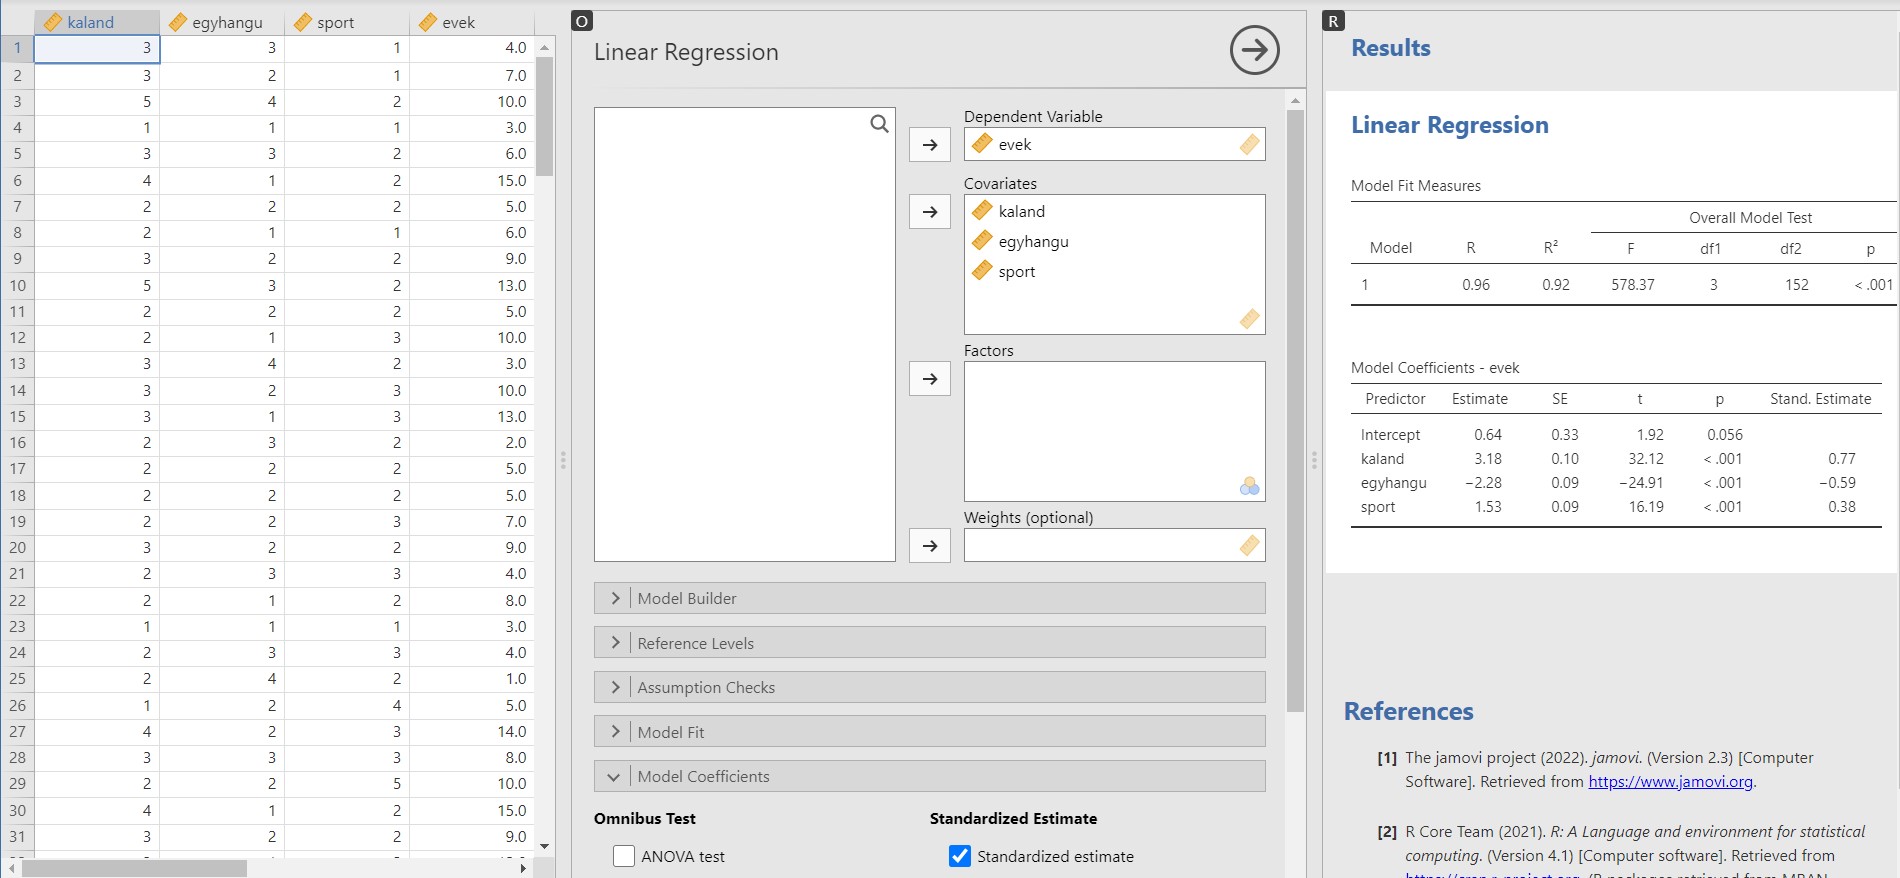 kaland egyhangu sport evek
1 3 3 1 4.0
2 3 2 1 7.0
3 5 4 2 10.0
4 1 1 1 3.0
5 3 3 2 6.0
6 4 1 2 15.0
7 2 2 2 5.0
8 2 1 1 6.0
9 3 2 2 9.0
10 5 3 2 13.0
11 2 2 2 5.0
12 2 1 3 10.0
13 3 4 2 3.0
14 3 2 3 10.0
15 3 1 3 13.0
16 2 3 2 2.0
17 2 2 2 5.0
18 2 2 2 5.0
19 2 2 3 7.0
20 3 2 2 9.0
21 2 3 3 4.0
22 2 1 2 8.0
23 1 1 1 3.0
24 2 3 3 4.0
25 2 4 2 1.0
26 1 2 4 5.0
27 4 2 3 14.0
28 3 3 3 8.0
29 2 2 5 10.0
30 4 1 2 15.0
31 3 2 2 9.0
O
Linear Regression
Dependent Variable
evek
Covariates
kaland
egyhangu
sport
Factors
Weights (optional)
Model Builder
Reference Levels
Assumption Checks
Model Fit
Model Coefficients
Omnibus Test Standardized Estimate
ANOVA test Standardized estimate
R
Results
Linear Regression
Model Fit Measures
Overall Model Test
Model R R² F df1 df2 p
1 0.96 0.92 578.37 3 152 < .001
Model Coefficients - evek
Predictor Estimate SE t p Stand. Estimate
Intercept 0.64 0.33 1.92 0.056
kaland 3.18 0.10 32.12 < .001 0.77
egyhangu −2.28 0.09 −24.91 < .001 −0.59
sport 1.53 0.09 16.19 < .001 0.38
References
[1] The jamovi project (2022). jamovi. (Version 2.3) [Computer
Software]. Retrieved from https://www.jamovi.org.
[2] R Core Team (2021). R: A Language and environment for statistical
computing. (Version 4.1) [Computer software]. Retrieved from